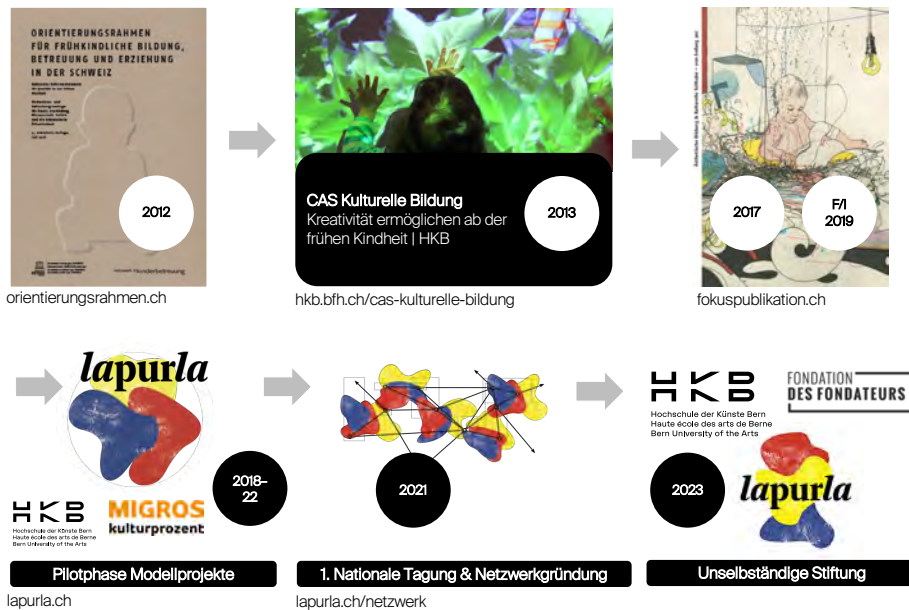 ORIENTIERUNGSRAHMEN
FÜR FRÜHKINDLICHE BILDUNG,
BETREUUNG UND ERZIEHUNG
IN DER SCHWEIZ
2012
orientierungsrahmen.ch
CAS Kulturelle Bildung
Kreativität ermöglichen ab der
frühen Kindheit | HKB
2013
hkb.bfh.ch/cas-kulturelle-bildung
2017
F/I
2019
fokuspublikation.ch
lapurla
2018–
22
HKB
Hochschule der Künste Bern
Haute école des arts de Berne
Bern University of the Arts
MIGROS
kulturprozent
Pilotphase Modellprojekte
lapurla.ch
2021
1. Nationale Tagung & Netzwerkgründung
lapurla.ch/netzwerk
HKB
Hochschule der Künste Bern
Haute école des arts de Berne
Bern University of the Arts
FONDATION
DES FONDATEURS
2023
lapurla
Unselbständige Stiftung